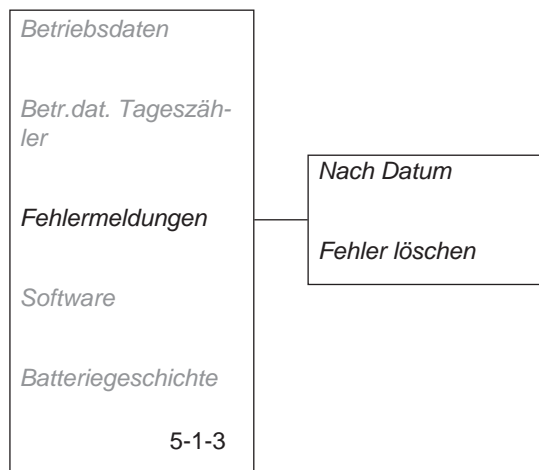 Betriebsdaten
Betr.dat. Tageszäh-
ler
Fehlermeldungen
Software
Batteriegeschichte
5-1-3
Nach Datum
Fehler löschen